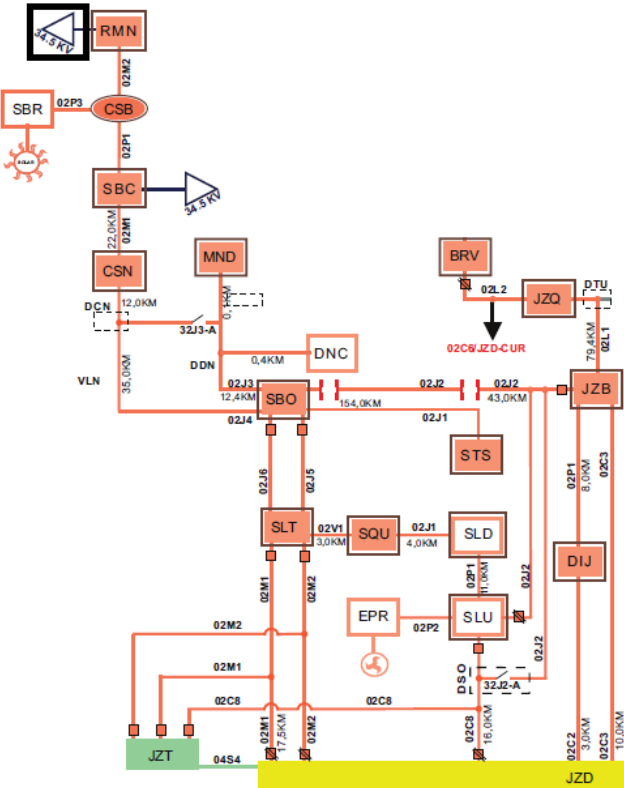 34.5 KV
RMN
02M2
SBR
02P3
CSB
SOLAR
02P1
SBC
34.5 KV
22,0KM
02M1
CSN
MND
BRV
DCN
12,0KM
02L2
JZQ
DTU
32J3-A
02C6/JZD-CUR
79,4KM
02L1
DNC
0,4KM
DDN
VLN
35,0KM
02J3
12,4KM
SBO
02J2
02J2
43,0KM
JZB
154,0KM
02J4
02J1
STS
02J6
02J5
02P1
8,0KM
02C3
SLT
02V1
3,0KM
SQU
02J1
4,0KM
SLD
DIJ
02M1
02M2
02P1
11,0KM
02J2
EPR
02P2
SLU
02J2
02M2
DSO
32J2-A
02M1
02C8
02C8
02M1
17,5KM
02M2
02C8
16,0KM
02C2
3,0KM
02C3
10,0KM
JZT
04S4
JZD